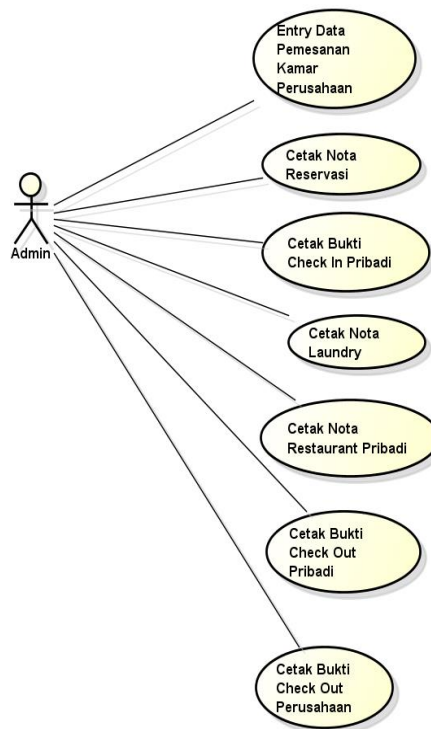 Entry Data
Pemesanan
Kamar
Perusahaan
Cetak Nota
Reservasi
Admin
Cetak Bukti
Check In Pribadi
Cetak Nota
Laundry
Cetak Nota
Restaurant Pribadi
Cetak Bukti
Check Out
Pribadi
Cetak Bukti
Check Out
Perusahaan